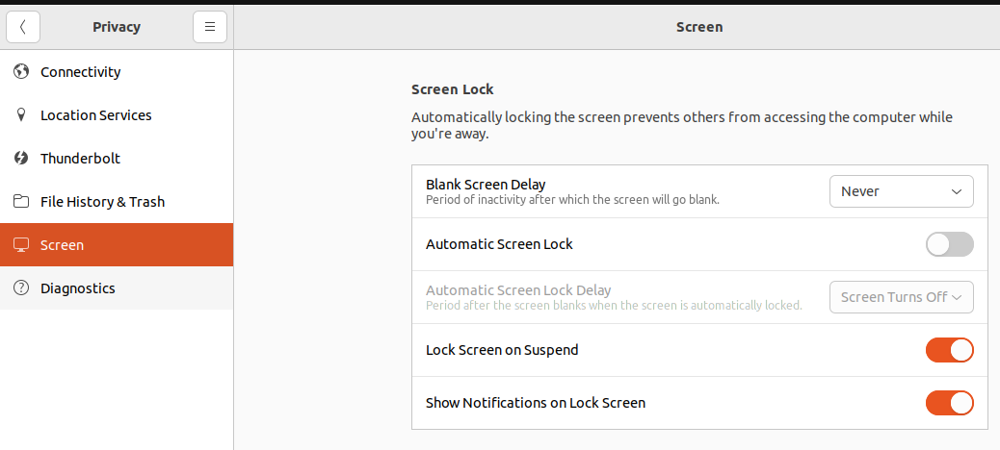 Privacy
Screen
Connectivity
Location Services
Thunderbolt
File History & Trash
Screen
Diagnostics
Screen Lock
Automatically locking the screen prevents others from accessing the computer while
you're away.
Blank Screen Delay
Period of inactivity after which the screen will go blank.
Never
Automatic Screen Lock
Automatic Screen Lock Delay
Period after the screen blanks when the screen is automatically locked.
Screen Turns Off
Lock Screen on Suspend
Show Notifications on Lock Screen